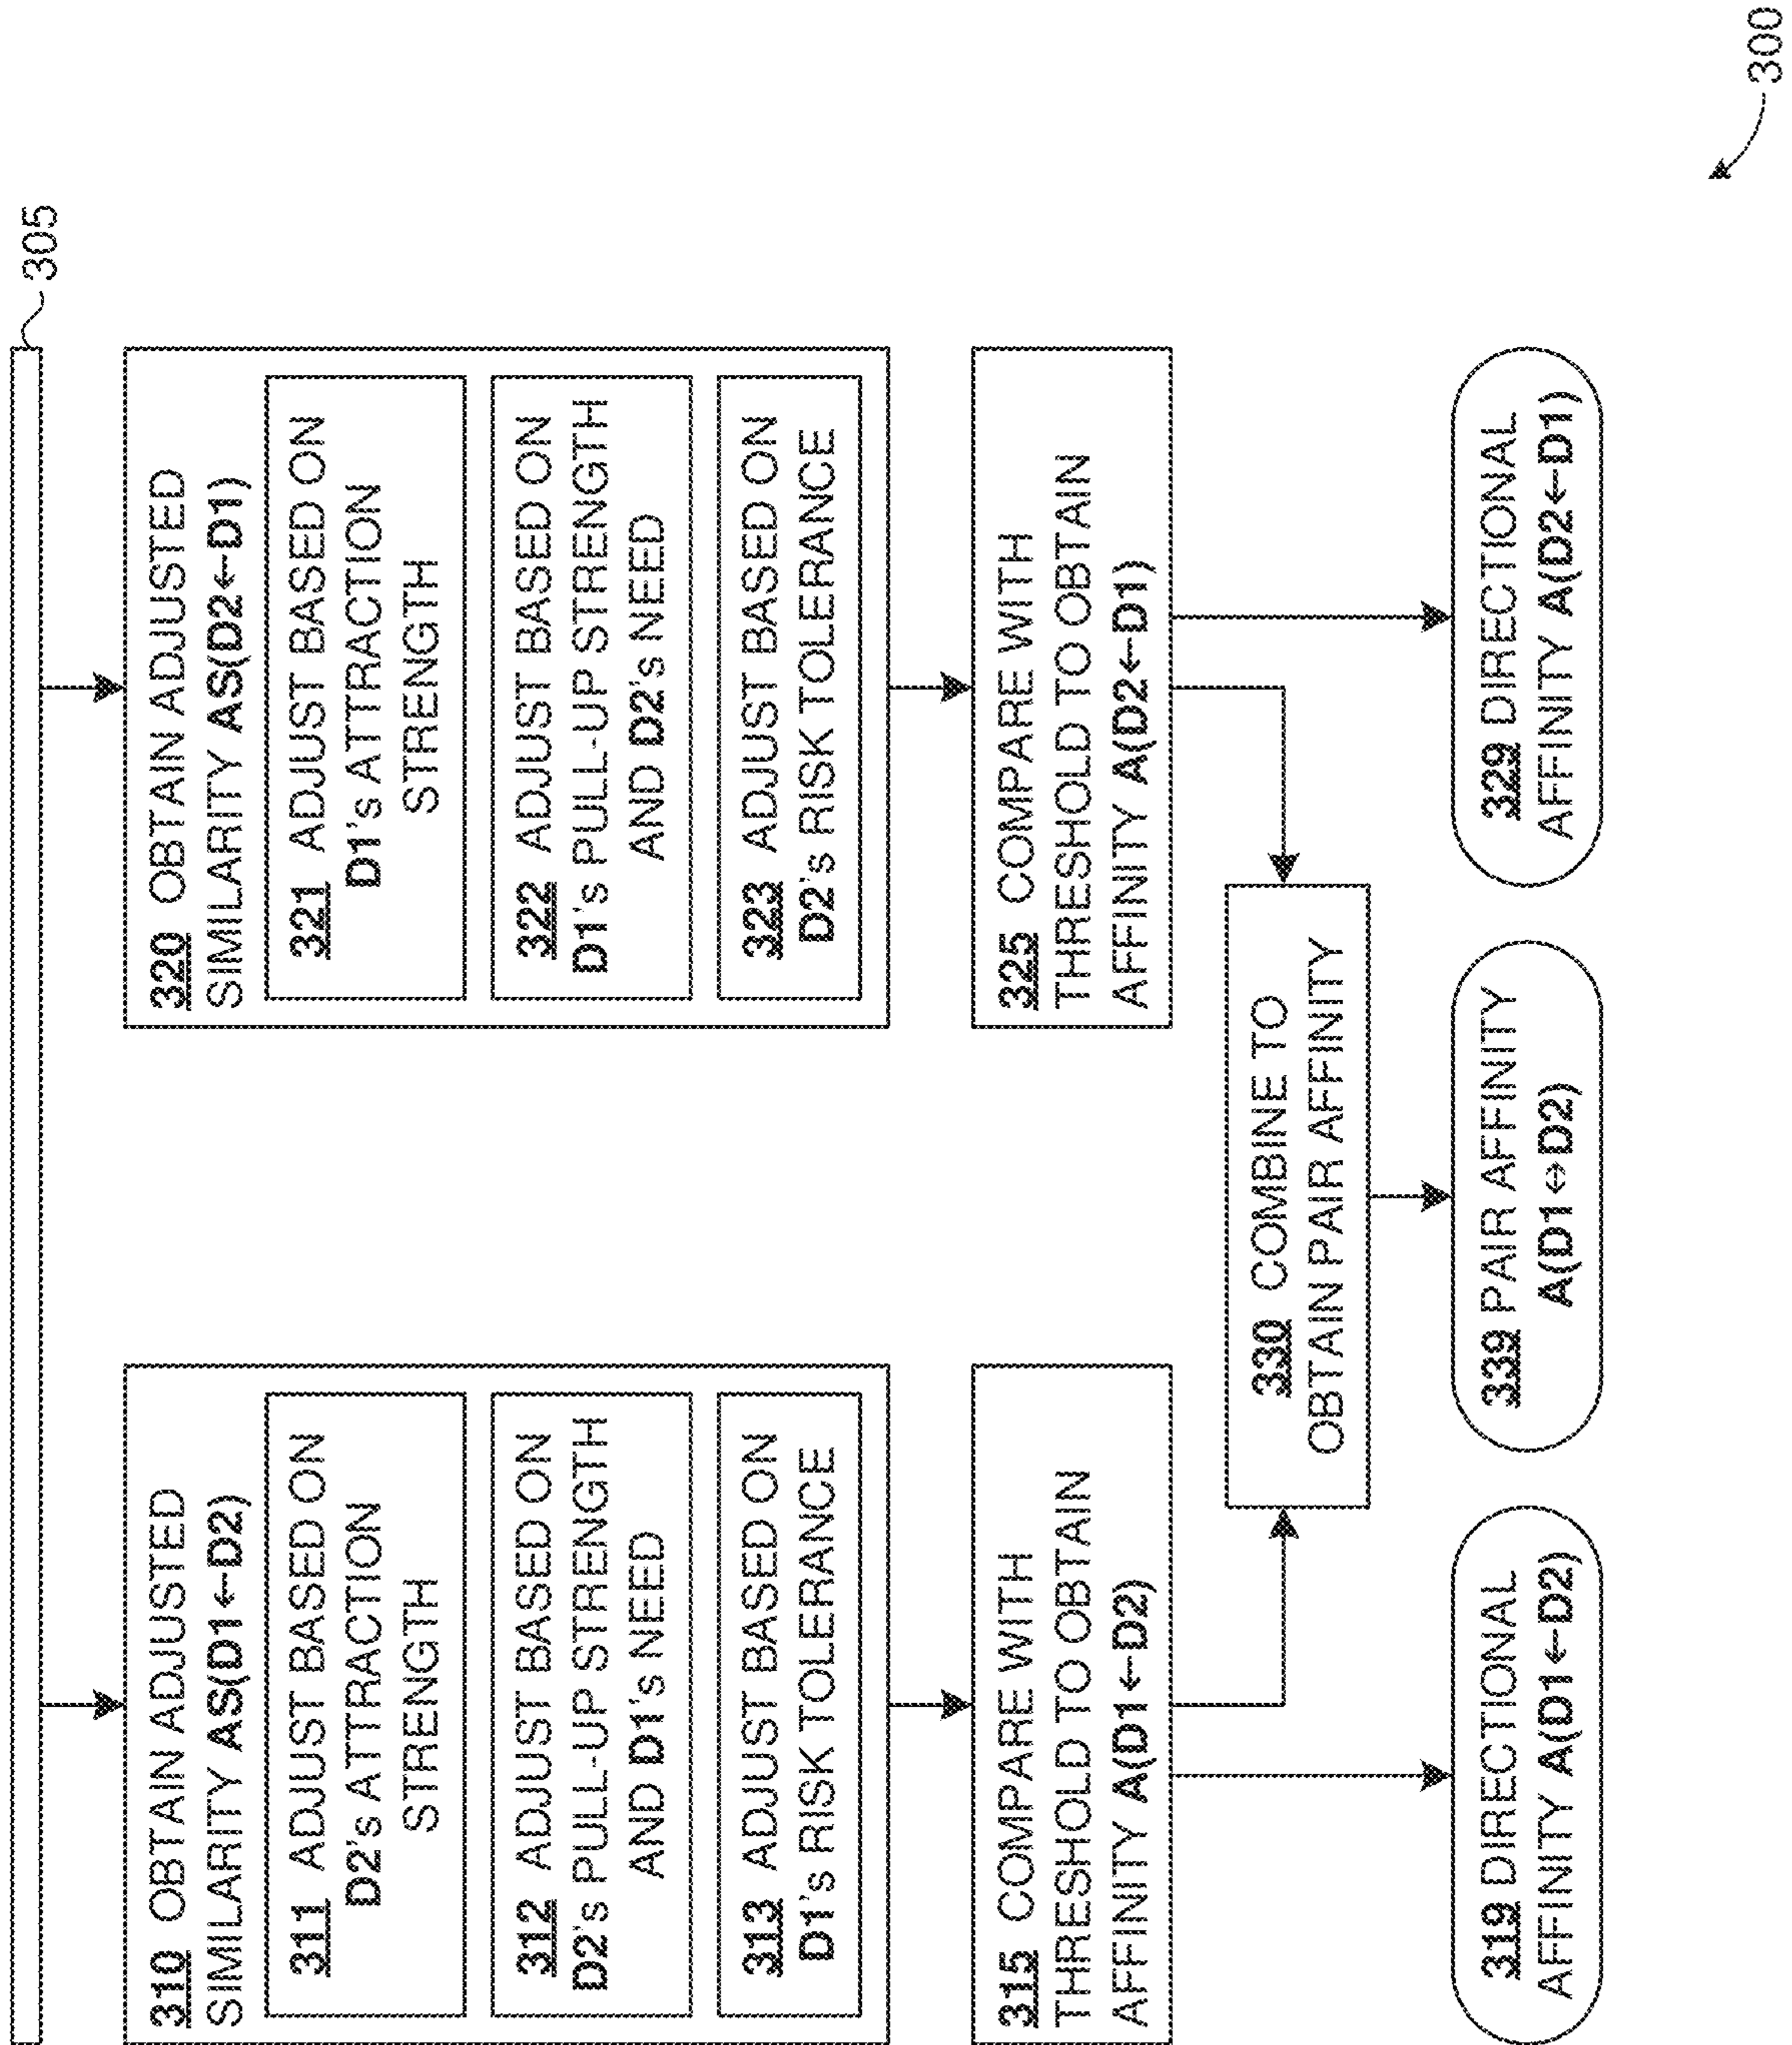 305
310 OBTAIN ADJUSTED
SIMILARITY AS(D1←D2)
311 ADJUST BASED ON
D2's ATTRACTION
STRENGTH
312 ADJUST BASED ON
D2's PULL-UP STRENGTH
AND D1's NEED
313 ADJUST BASED ON
D1's RISK TOLERANCE
320 OBTAIN ADJUSTED
SIMILARITY AS(D2←D1)
321 ADJUST BASED ON
D1's ATTRACTION
STRENGTH
322 ADJUST BASED ON
D1's PULL-UP STRENGTH
AND D2's NEED
323 ADJUST BASED ON
D2's RISK TOLERANCE
315 COMPARE WITH
THRESHOLD TO OBTAIN
AFFINITY A(D1←D2)
325 COMPARE WITH
THRESHOLD TO OBTAIN
AFFINITY A(D2←D1)
330 COMBINE TO
OBTAIN PAIR AFFINITY
319 DIRECTIONAL
AFFINITY A(D1←D2)
339 PAIR AFFINITY
A(D1↔D2)
329 DIRECTIONAL
AFFINITY A(D2←D1)
300